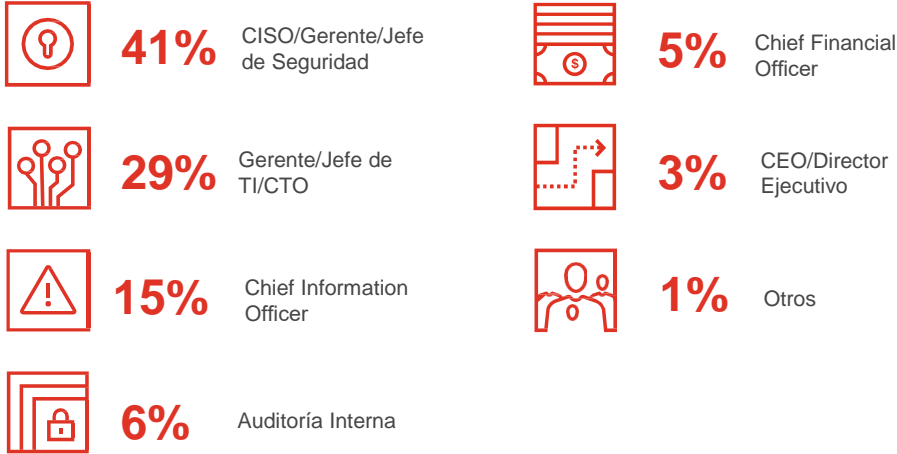 41%
CISO/Gerente/Jefe
de Seguridad
29%
Gerente/Jefe de
TI/CTO
15%
Chief Information
Officer
6%
Auditoría Interna
$
5%
Chief Financial
Officer
3%
CEO/Director
Ejecutivo
1%
Otros